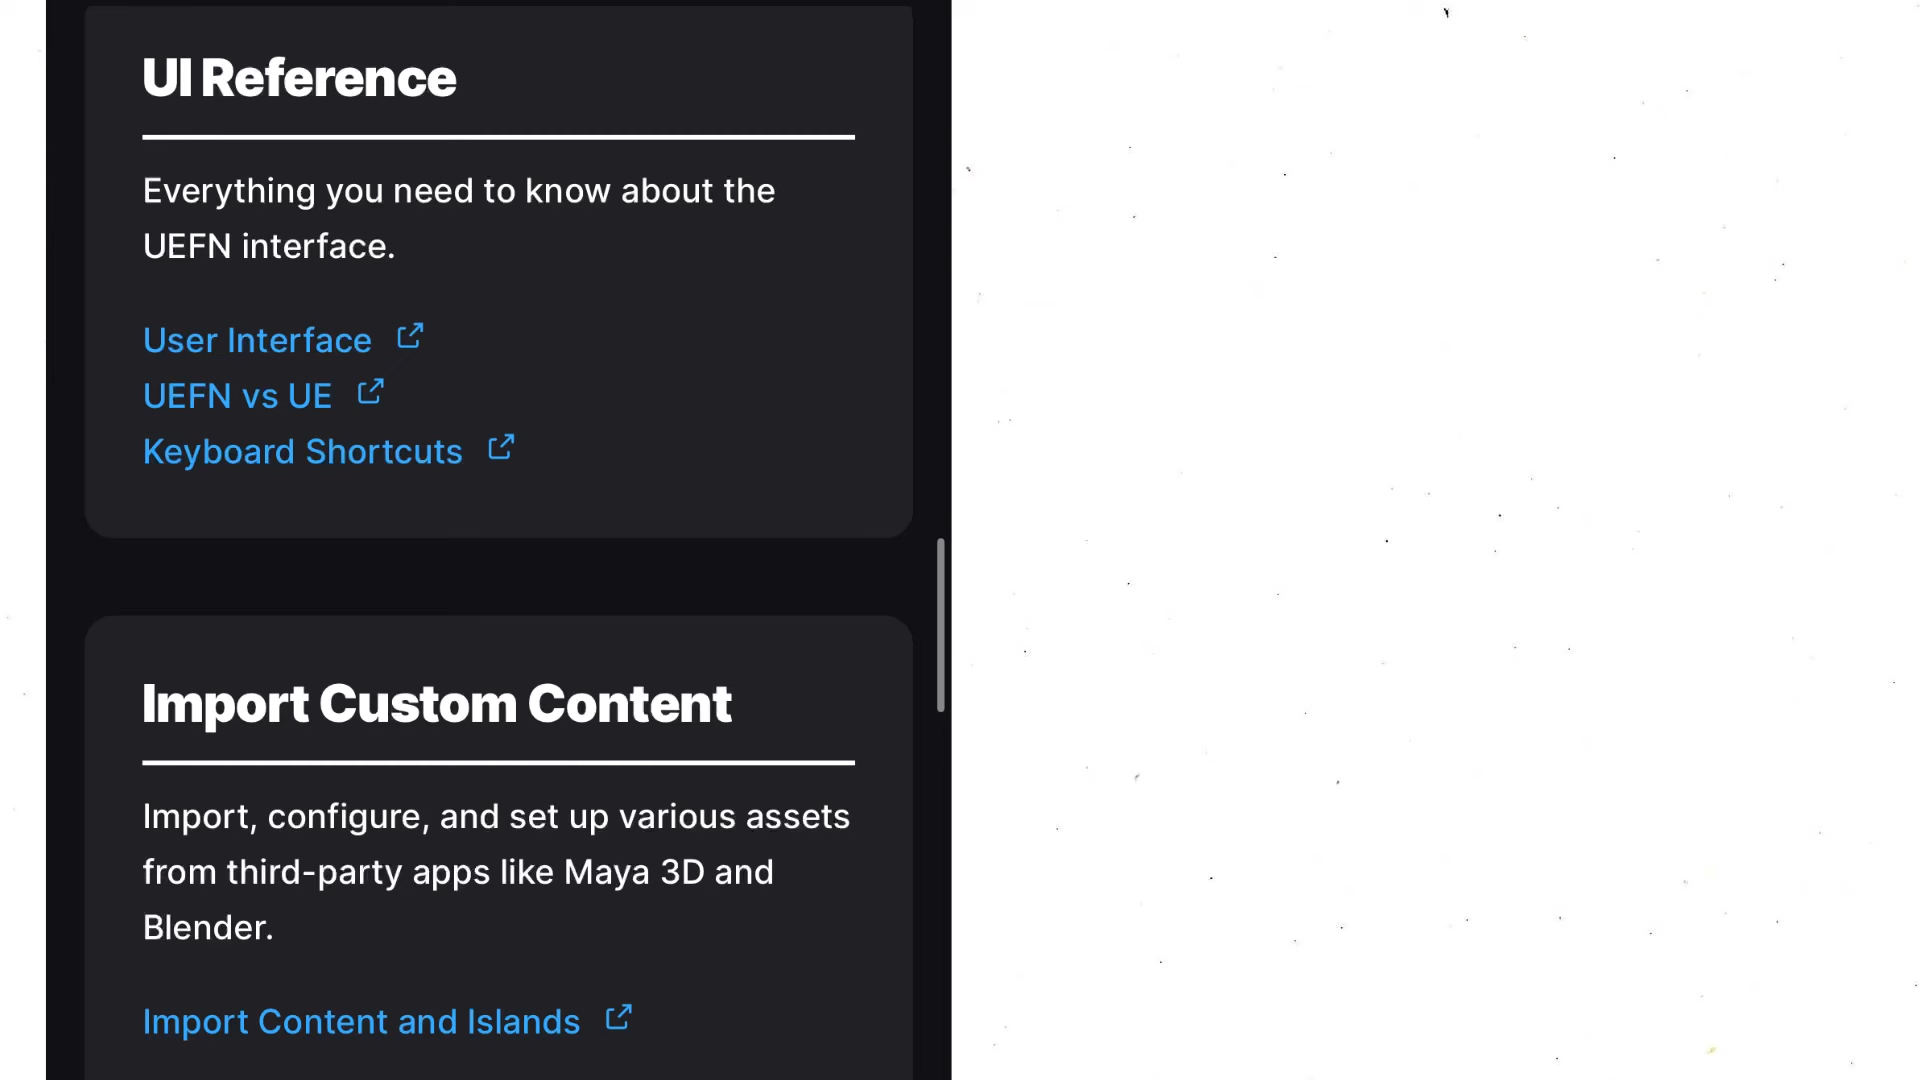 UI Reference
Everything you need to know about the
UEFN interface.
User Interface
UEFN vs UE
Keyboard Shortcuts
Import Custom Content
Import, configure, and set up various assets
from third-party apps like Maya 3D and
Blender.
Import Content and Islands